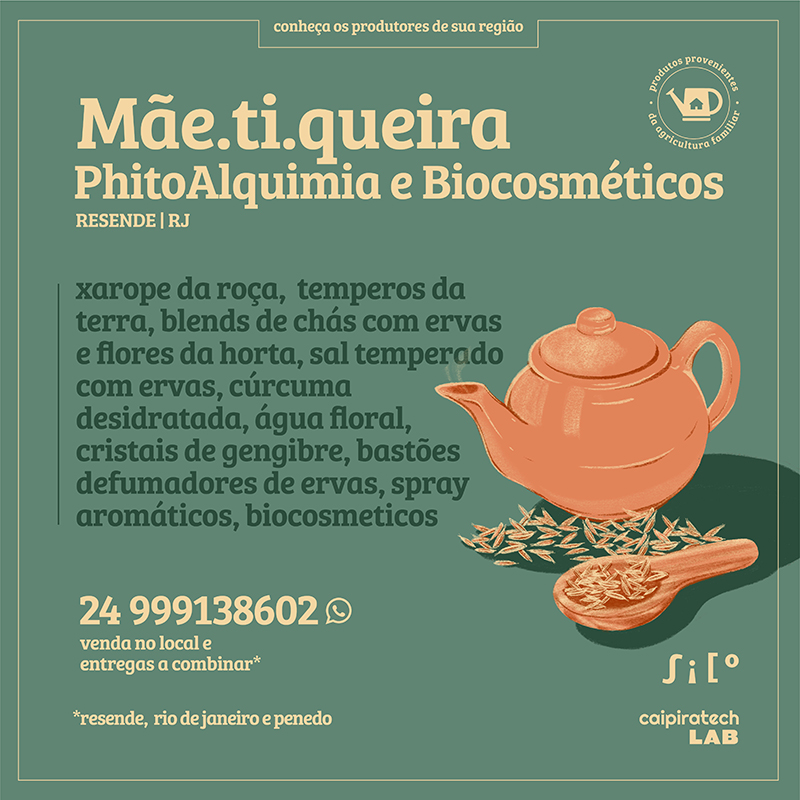 conheça os produtores de sua região
produtos provenientes
da agricultura familiar
Mãe.ti.queira
PhitoAlquimia e Biocosméticos
RESENDE | RJ
xarope da roça, temperos da
terra, blends de chás com ervas
e flores da horta, sal temperado
com ervas, cúrcuma
desidratada, água floral,
cristais de gengibre, bastões
defumadores de ervas, spray
aromáticos, biocosmeticos
24 999138602
venda no local e
entregas a combinar*
*resende, rio de janeiro e penedo
caipiratech
LAB